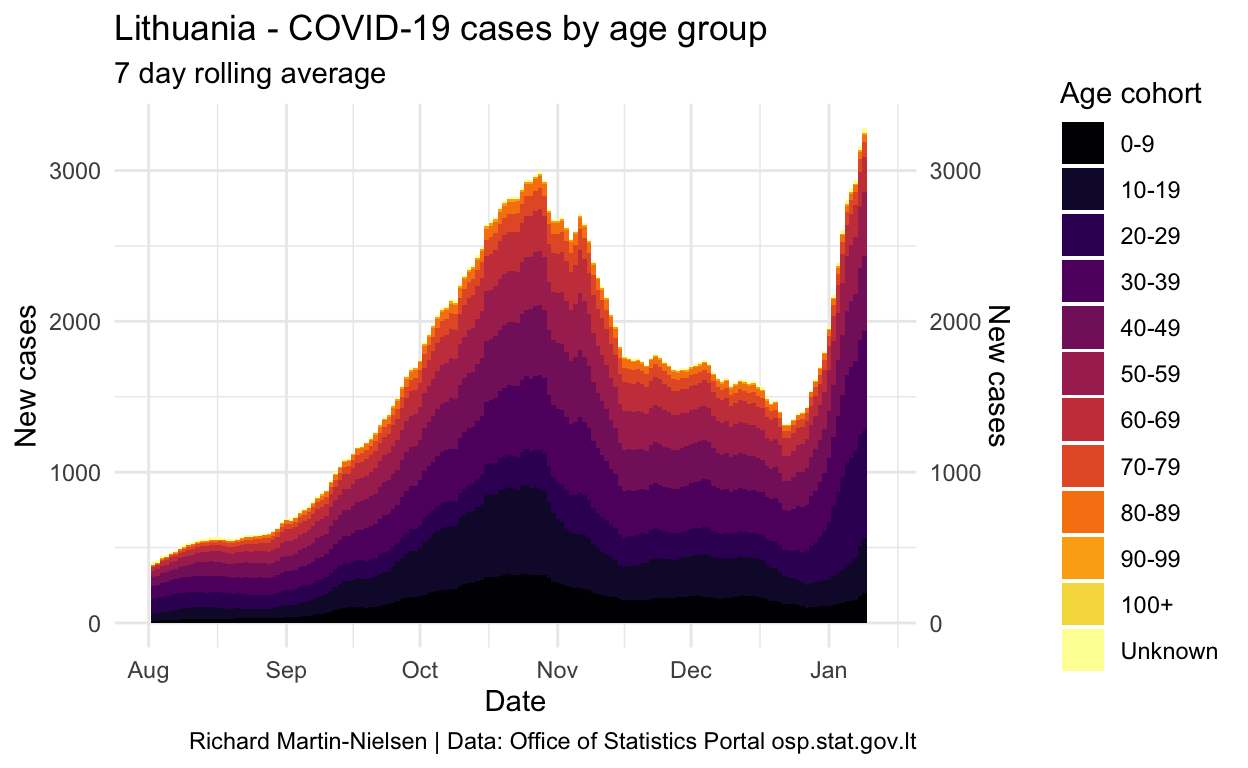 Lithuania - COVID-19 cases by age group
7 day rolling average
New cases
3000
2000
1000
0
Aug Sep Oct Nov Dec Jan
Date
3000
2000
1000
0
New cases
Age cohort
0-9
10-19
20-29
30-39
40-49
50-59
60-69
70-79
80-89
90-99
100+
Unknown
Richard Martin-Nielsen | Data: Office of Statistics Portal osp.stat.gov.lt